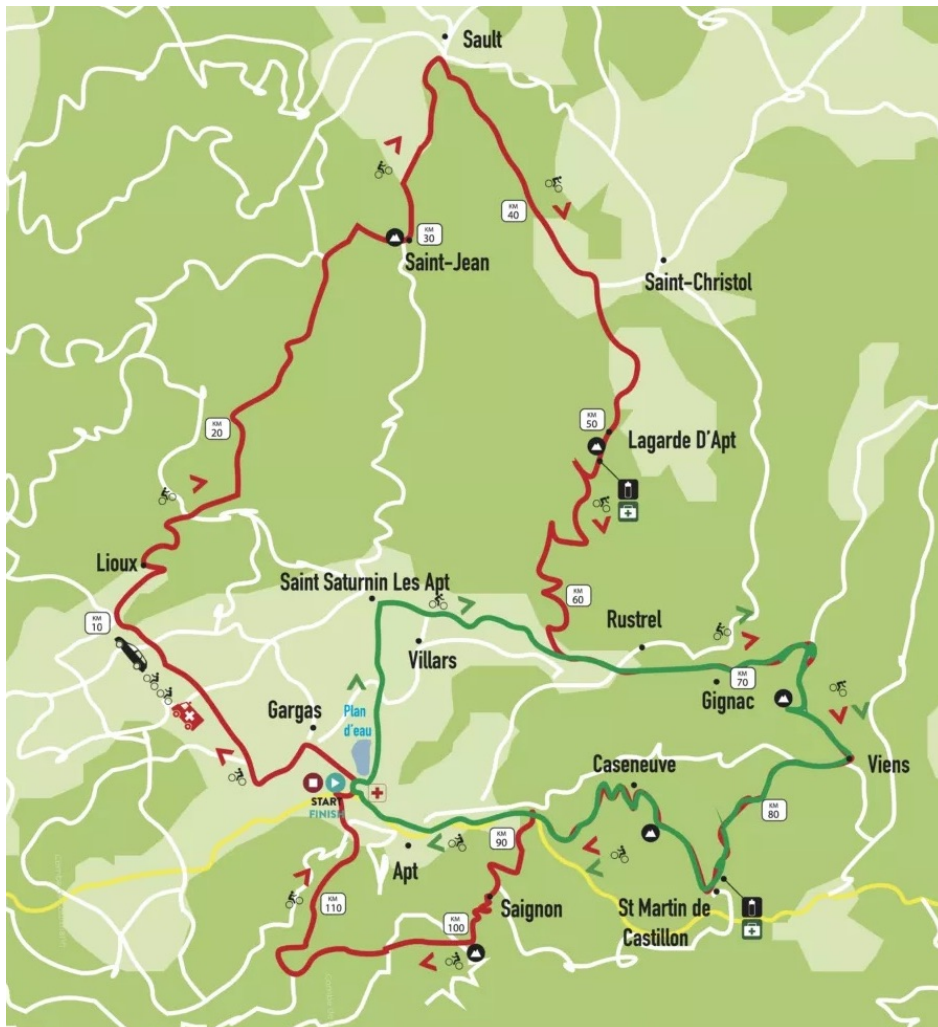 Sault
KM
40
KM
30
Saint-Jean
Saint-Christol
KM
20
KM
50
Lagarde D'Apt
Lioux
Saint Saturnin Les Apt
KM
60
KM
10
Rustrel
Villars
KM
70
Gignac
Gargas
Plan
d'eau
Viens
Caseneuve
START
FINISH
KM
80
KM
90
Apt
Saignon
KM
110
St Martin de
Castillon
KM
100